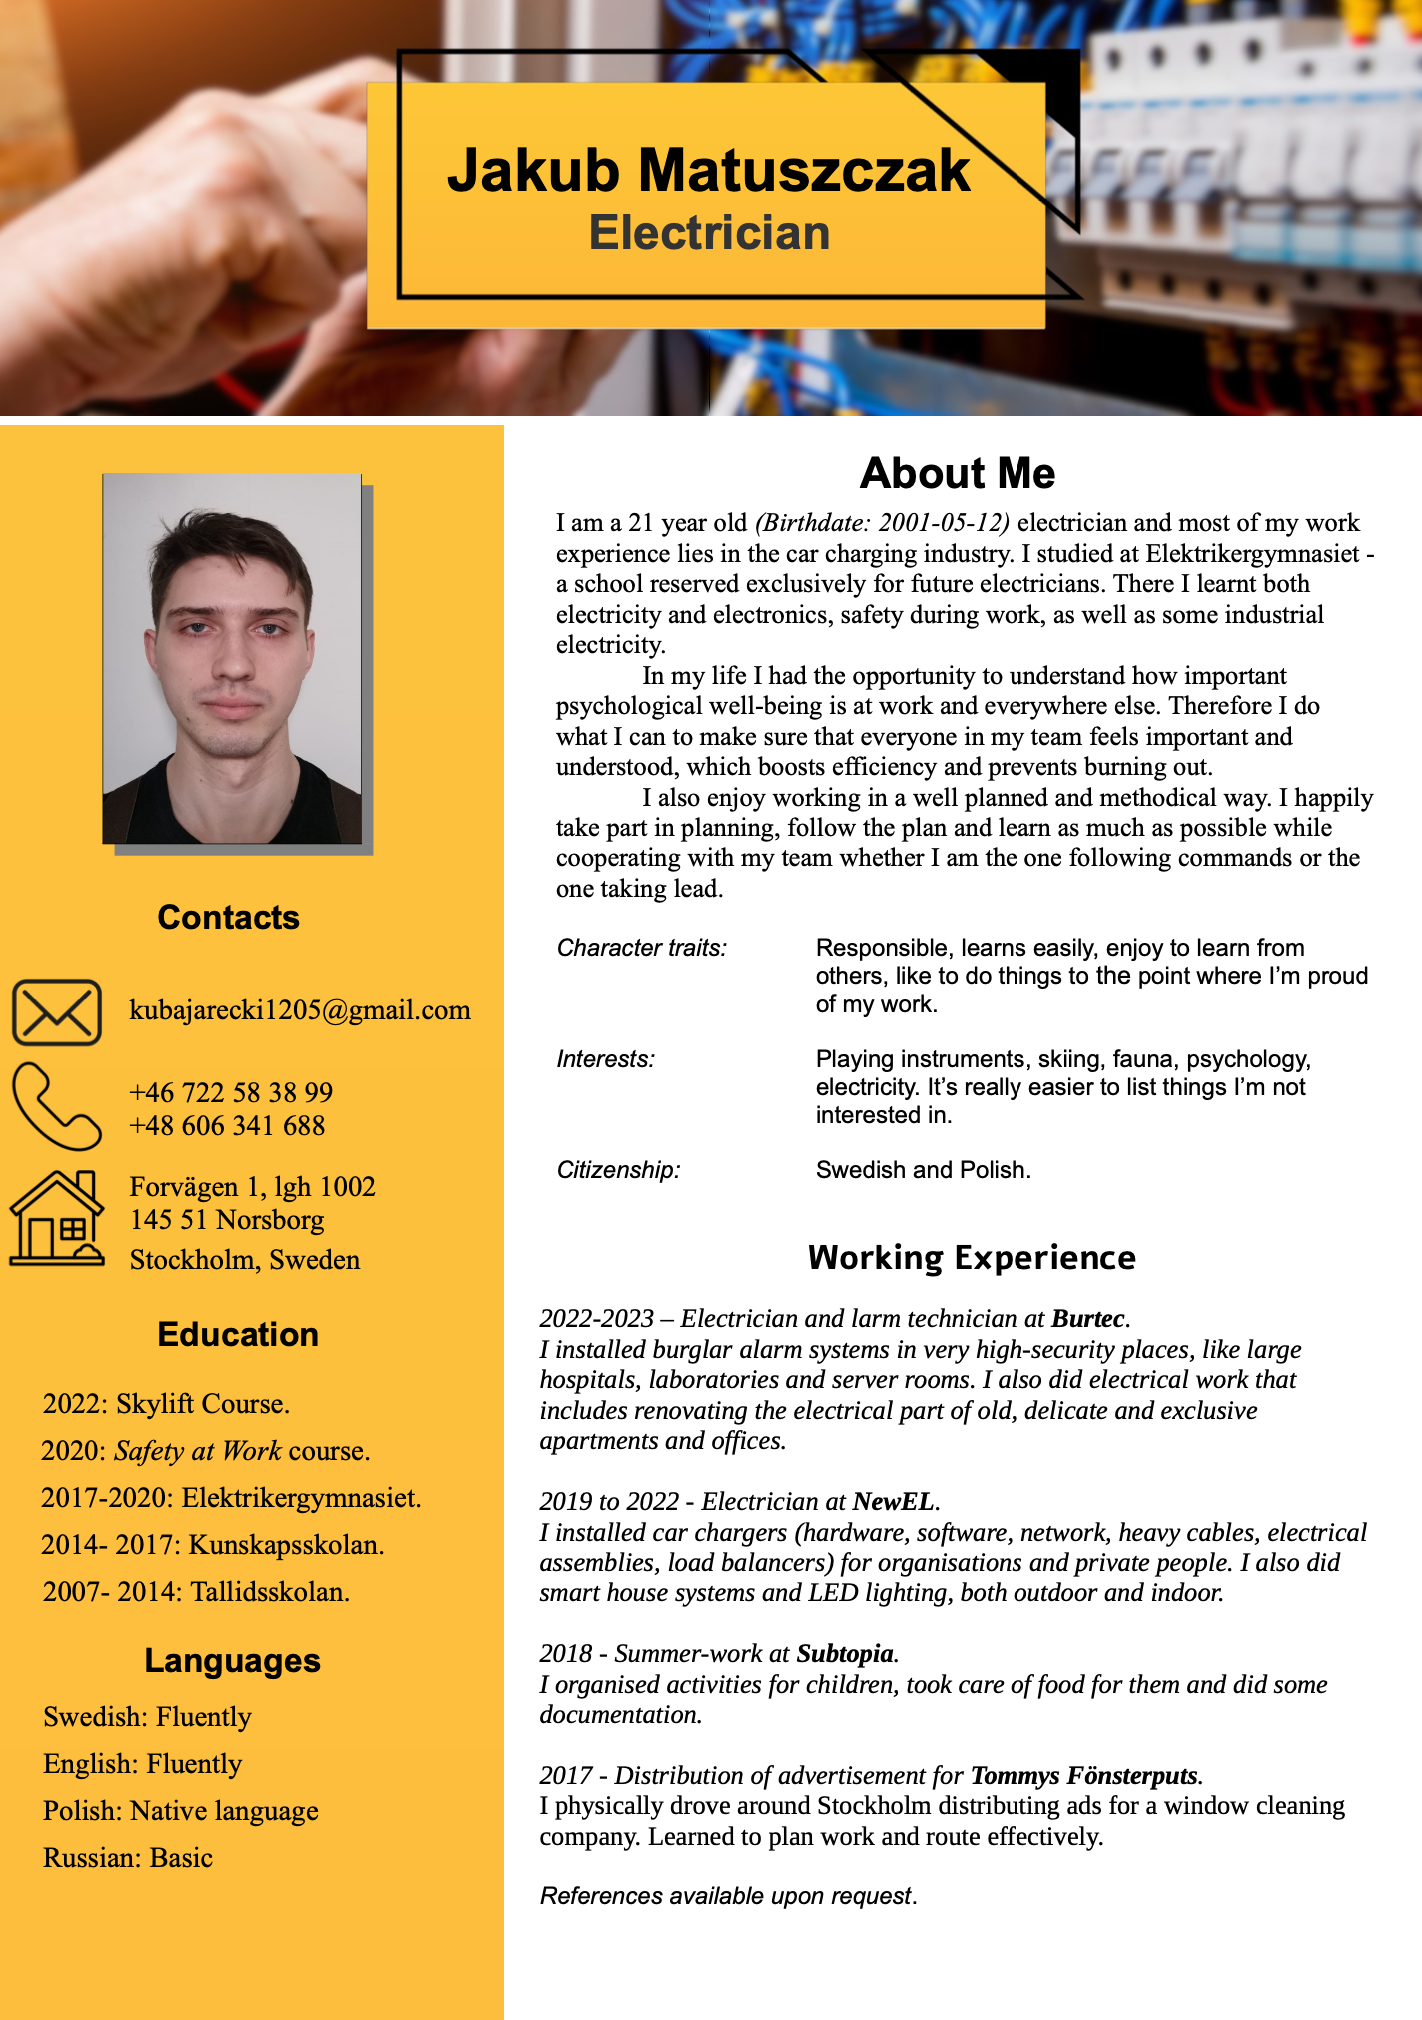 Jakub Matuszczak
Electrician
Contacts
kubajarecki1205@gmail.com
+46 722 58 38 99
+48 606 341 688
Forvägen 1, lgh 1002
145 51 Norsborg
Stockholm, Sweden
Education
2022: Skylift Course.
2020: Safety at Work course.
2017-2020: Elektrikergymnasiet.
2014- 2017: Kunskapsskolan.
2007- 2014: Tallidsskolan.
Languages
Swedish: Fluently
English: Fluently
Polish: Native language
Russian: Basic
About Me
I am a 21 year old (Birthdate: 2001-05-12) electrician and most of my work
experience lies in the car charging industry. I studied at Elektrikergymnasiet -
a school reserved exclusively for future electricians. There I learnt both
electricity and electronics, safety during work, as well as some industrial
electricity.
In my life I had the opportunity to understand how important
psychological well-being is at work and everywhere else. Therefore I do
what I can to make sure that everyone in my team feels important and
understood, which boosts efficiency and prevents burning out.
I also enjoy working in a well planned and methodical way. I happily
take part in planning, follow the plan and learn as much as possible while
cooperating with my team whether I am the one following commands or the
one taking lead.
Character traits: Responsible, learns easily, enjoy to learn from
others, like to do things to the point where I'm proud
of my work.
Interests: Playing instruments, skiing, fauna, psychology,
electricity. It's really easier to list things I'm not
interested in.
Citizenship: Swedish and Polish.
Working Experience
2022-2023 – Electrician and larm technician at Burtec.
I installed burglar alarm systems in very high-security places, like large
hospitals, laboratories and server rooms. I also did electrical work that
includes renovating the electrical part of old, delicate and exclusive
apartments and offices.
2019 to 2022 - Electrician at NewEL.
I installed car chargers (hardware, software, network, heavy cables, electrical
assemblies, load balancers) for organisations and private people. I also did
smart house systems and LED lighting, both outdoor and indoor.
2018 - Summer-work at Subtopia.
I organised activities for children, took care of food for them and did some
documentation.
2017 - Distribution of advertisement for Tommys Fönsterputs.
I physically drove around Stockholm distributing ads for a window cleaning
company. Learned to plan work and route effectively.
References available upon request.